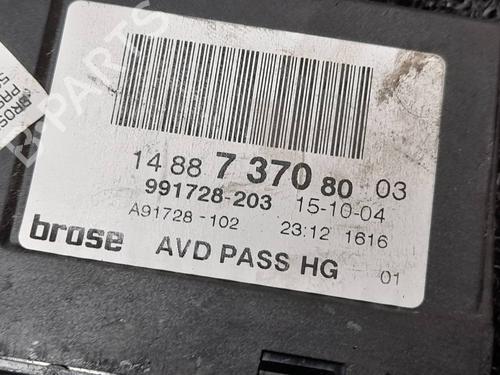 14 88 7 370 80 03
991728-203 15-10-04
A91728-102 23:12 1616
brose AVD PASS HG 01